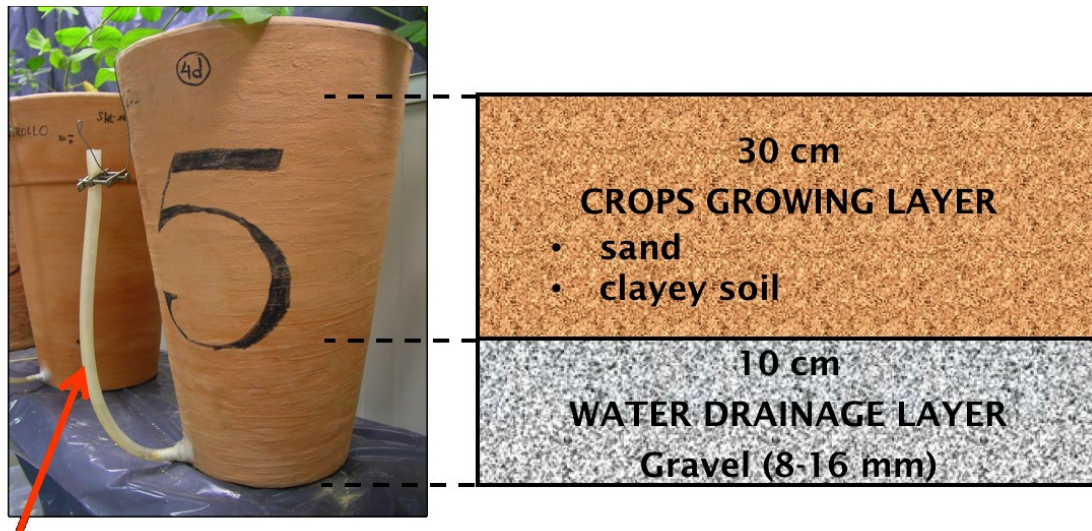 4d
5
30 cm
CROPS GROWING LAYER
• sand
• clayey soil
10 cm
WATER DRAINAGE LAYER
Gravel (8-16 mm)